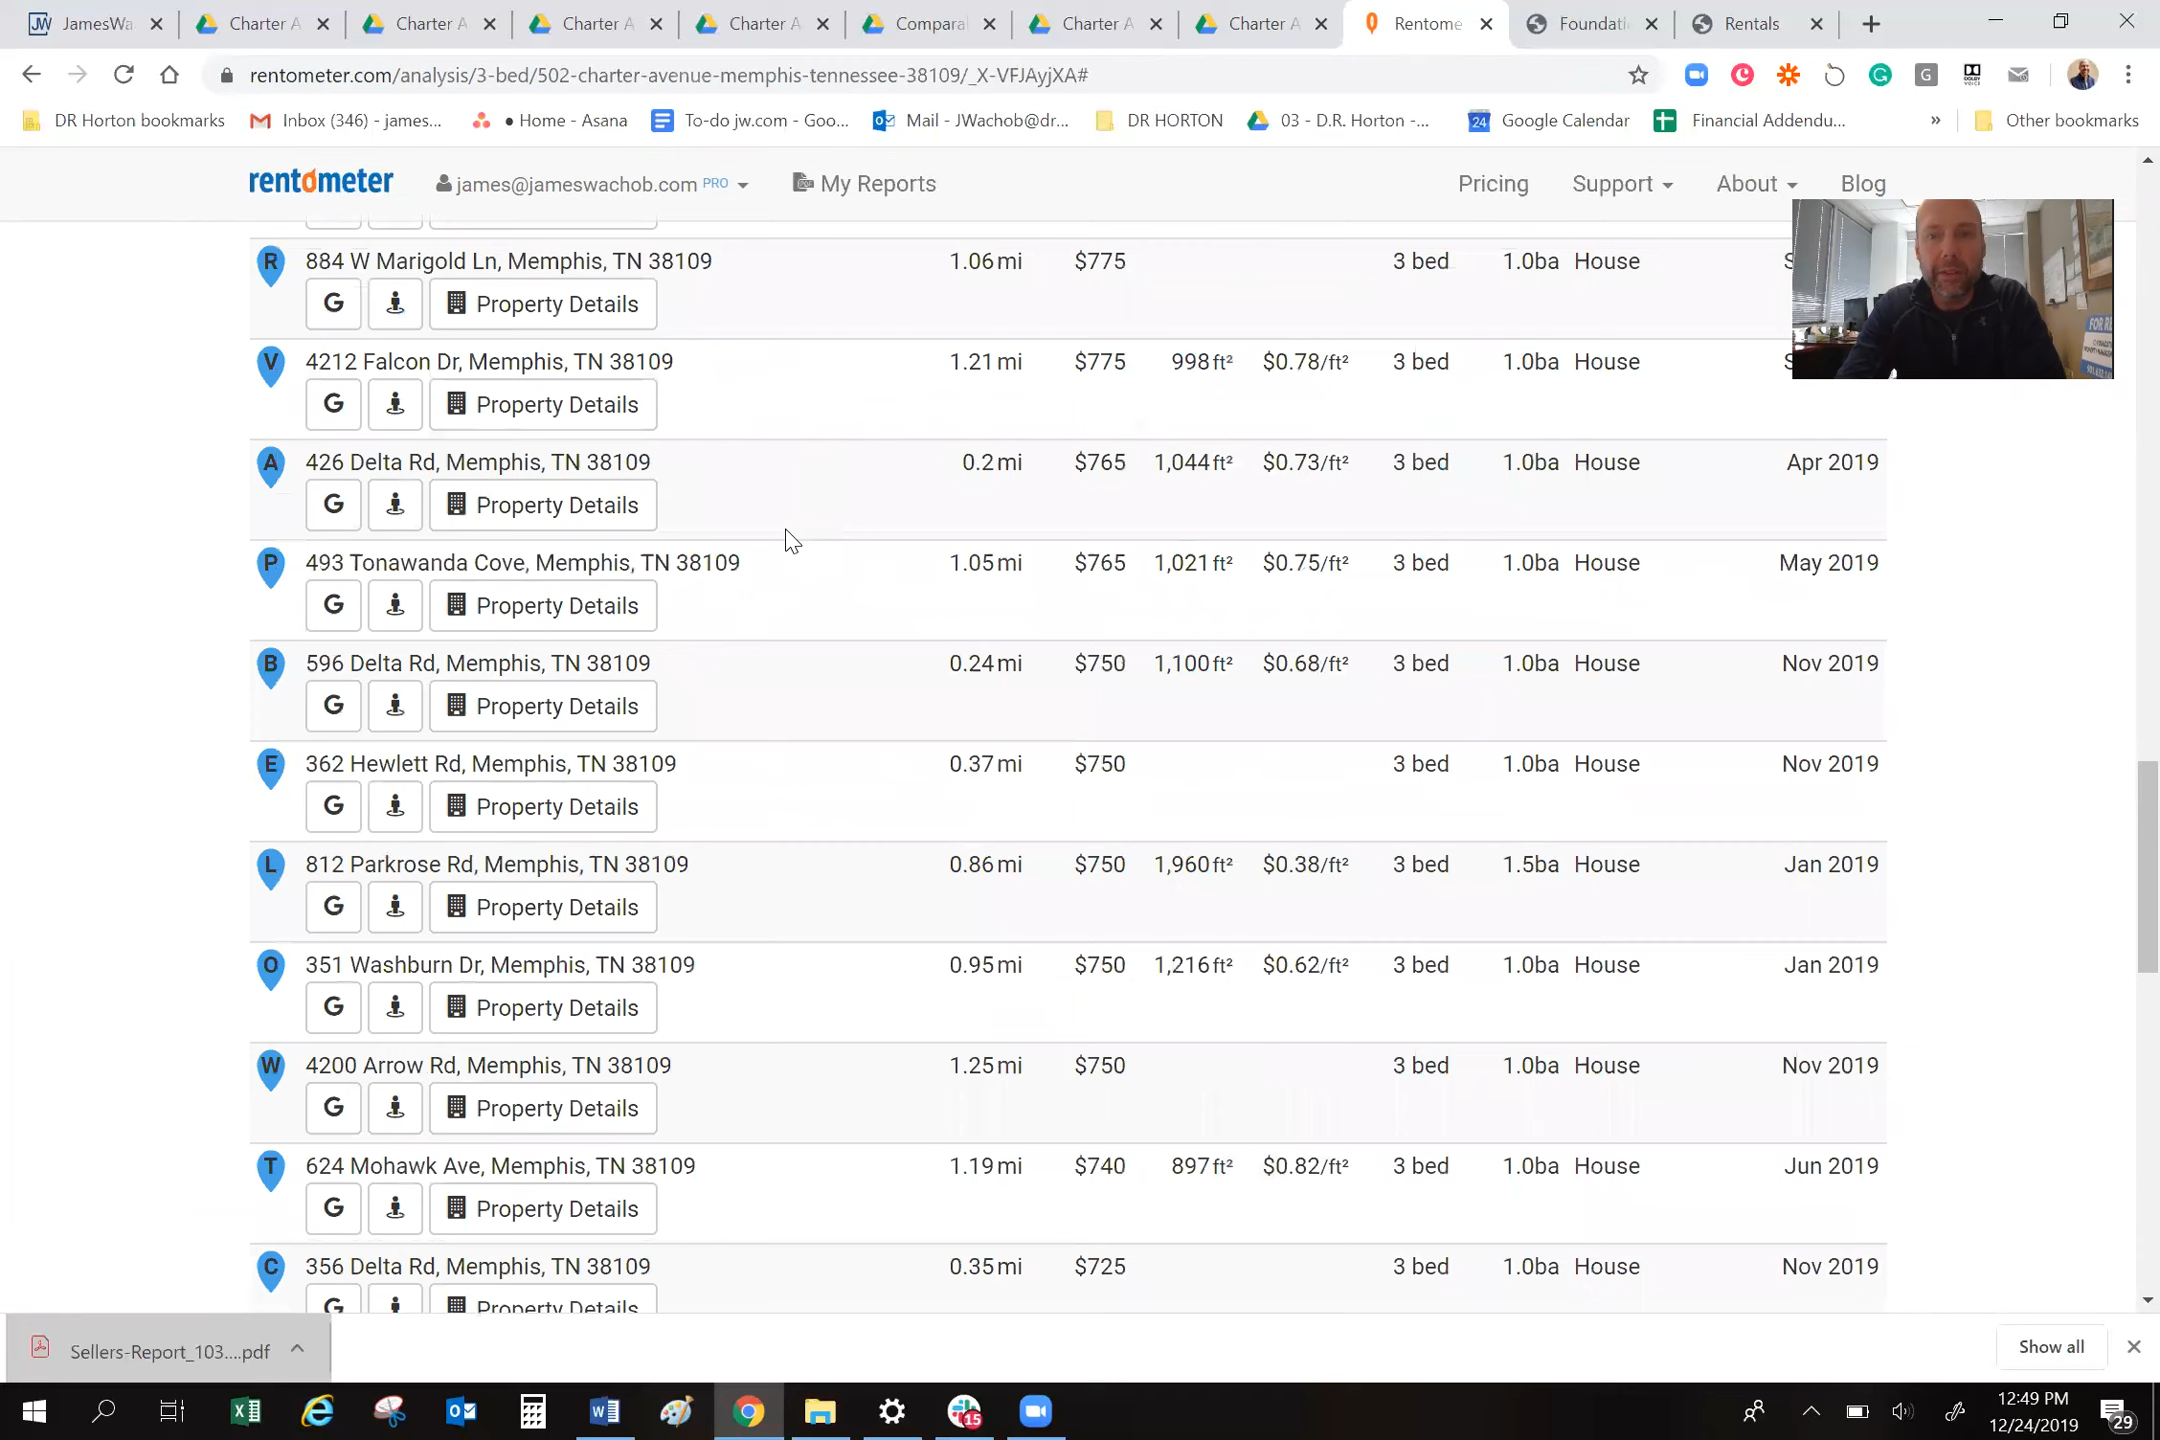 JamesWa
Charter A
Charter A
Charter A
Charter A
Compara
Charter A
Charter A
Rentome
Foundati
Rentals
rentometer.com/analysis/3-bed/502-charter-avenue-memphis-tennessee-38109/_X-VFJAyjXA#
DR Horton bookmarks
Inbox (346) - james...
Home - Asana
To-do jw.com - Goo...
Mail - JWachob@dr...
DR HORTON
03 - D.R. Horton -...
24 Google Calendar
Financial Addendu...
»
Other bookmarks
rentometer
james@jameswachob.com PRO
My Reports
Pricing
Support
About
Blog
R 884 W Marigold Ln, Memphis, TN 38109 1.06 mi $775 3 bed 1.0ba House S
G Property Details
V 4212 Falcon Dr, Memphis, TN 38109 1.21 mi $775 998 ft² $0.78/ft² 3 bed 1.0ba House S
G Property Details
A 426 Delta Rd, Memphis, TN 38109 0.2 mi $765 1,044 ft² $0.73/ft² 3 bed 1.0ba House Apr 2019
G Property Details
P 493 Tonawanda Cove, Memphis, TN 38109 1.05 mi $765 1,021 ft² $0.75/ft² 3 bed 1.0ba House May 2019
G Property Details
B 596 Delta Rd, Memphis, TN 38109 0.24 mi $750 1,100 ft² $0.68/ft² 3 bed 1.0ba House Nov 2019
G Property Details
E 362 Hewlett Rd, Memphis, TN 38109 0.37 mi $750 3 bed 1.0ba House Nov 2019
G Property Details
L 812 Parkrose Rd, Memphis, TN 38109 0.86 mi $750 1,960 ft² $0.38/ft² 3 bed 1.5ba House Jan 2019
G Property Details
O 351 Washburn Dr, Memphis, TN 38109 0.95 mi $750 1,216 ft² $0.62/ft² 3 bed 1.0ba House Jan 2019
G Property Details
W 4200 Arrow Rd, Memphis, TN 38109 1.25 mi $750 3 bed 1.0ba House Nov 2019
G Property Details
T 624 Mohawk Ave, Memphis, TN 38109 1.19 mi $740 897 ft² $0.82/ft² 3 bed 1.0ba House Jun 2019
G Property Details
C 356 Delta Rd, Memphis, TN 38109 0.35 mi $725 3 bed 1.0ba House Nov 2019
G Property Details
FOR RE
Sellers-Report_103....pdf
Show all
15
12:49 PM
12/24/2019
29